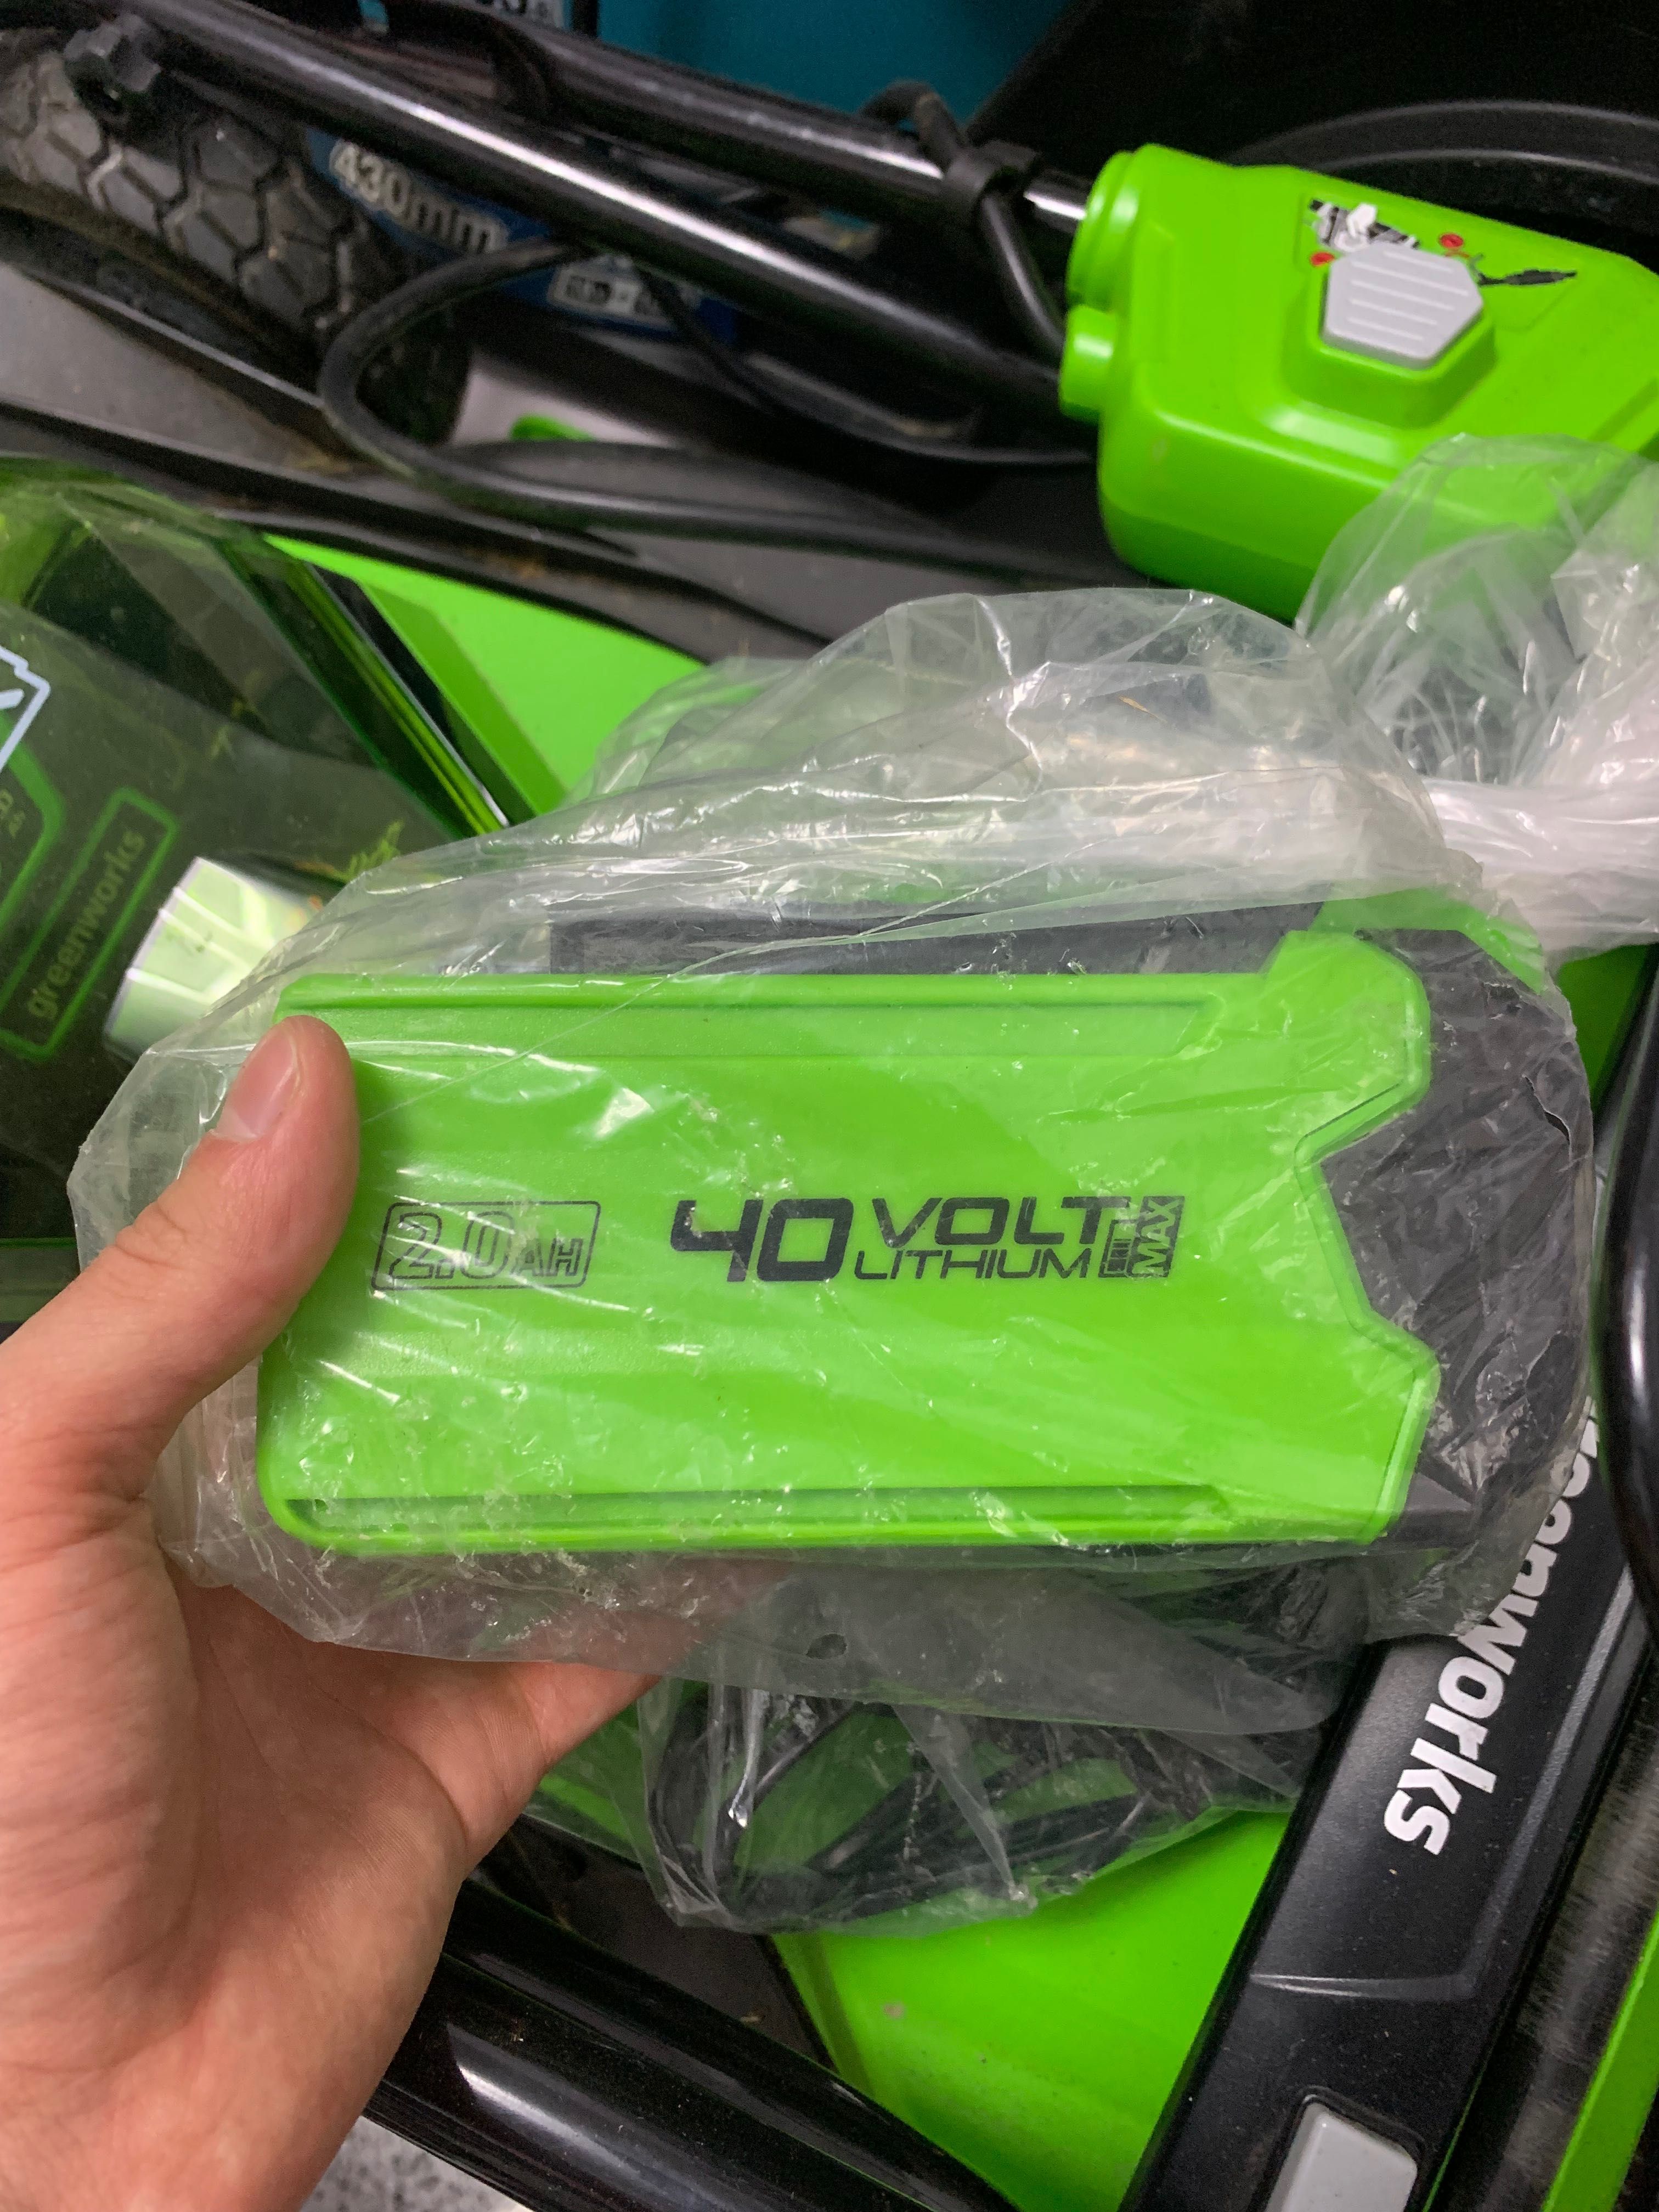 430mm
greenworks
2.0AH
40 VOLT
LITHIUM MAX
greenworks